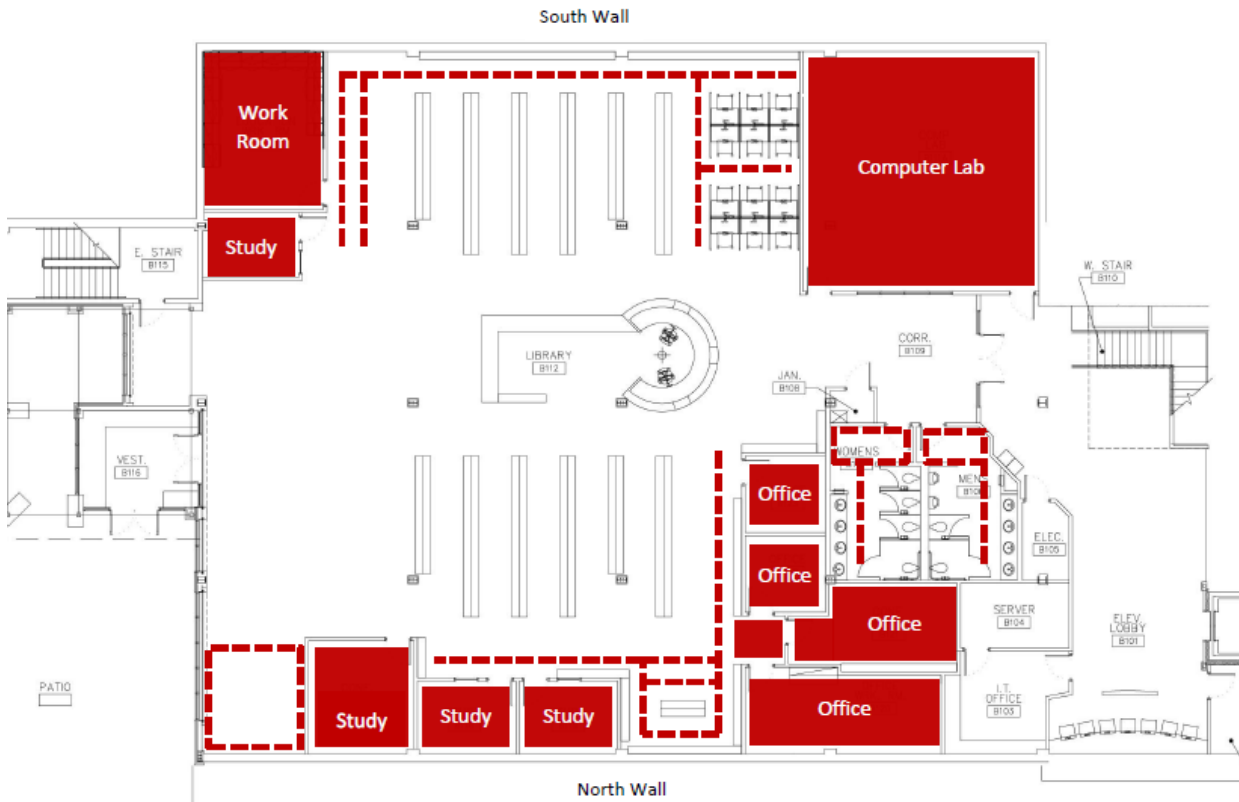 South Wall
Work
Room
Computer Lab
Study
E. STAIR
B115
W. STAIR
B110
CORR.
B109
LIBRARY
B112
JAN.
B108
WOMENS
VEST.
B116
Office
MENS
ELEC.
B105
Office
SERVER
B104
Office
ELEV.
LOBBY
B101
PATIO
I.T.
OFFICE
B103
Study
Study
Study
Office
North Wall